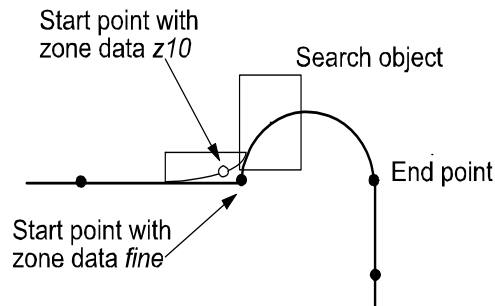 Start point with
zone data z10
Search object
End point
Start point with
zone data fine